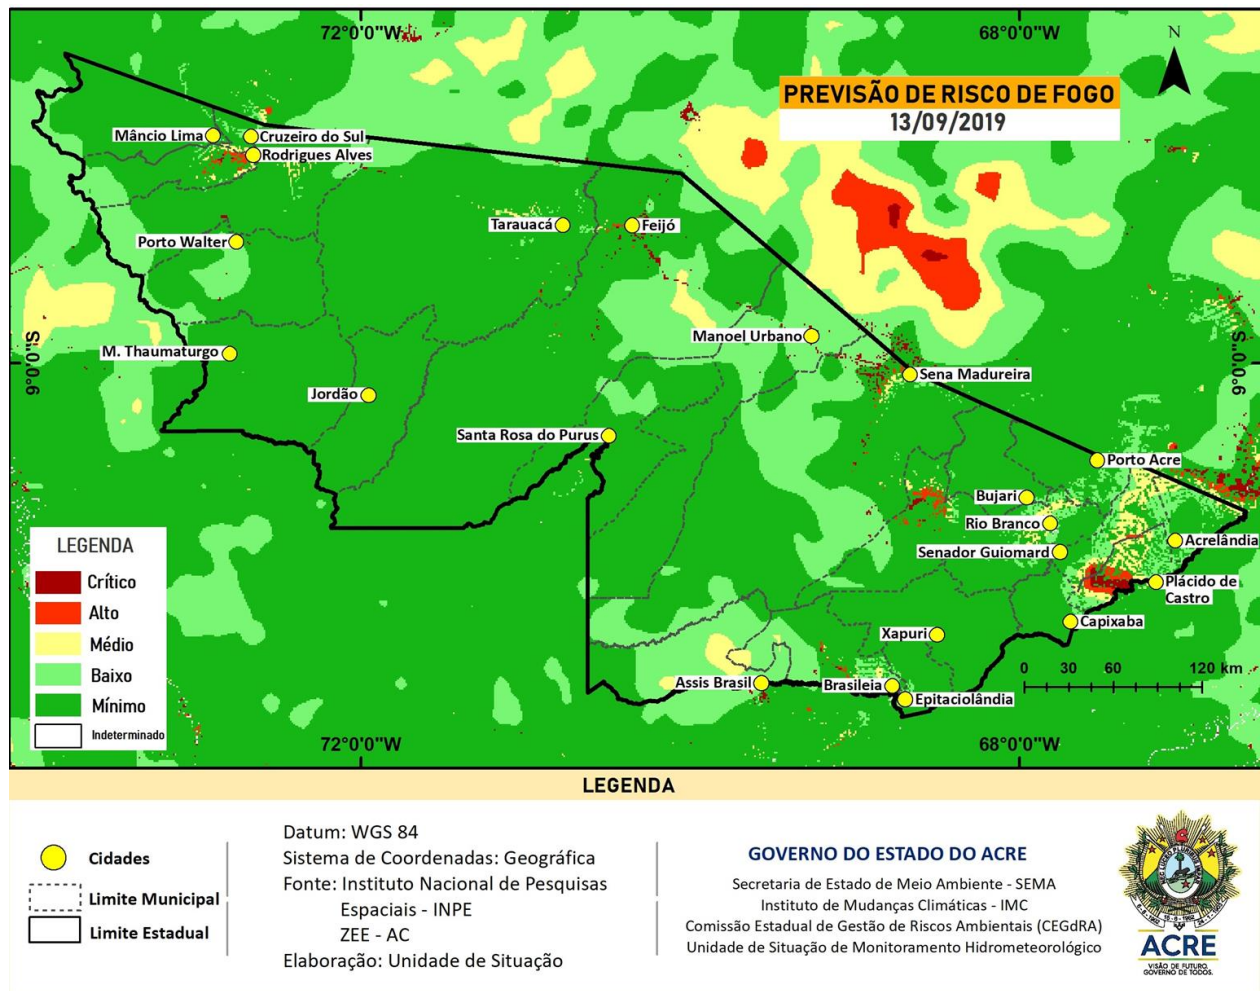 72°0'0"W
68°0'0"W
N
PREVISÃO DE RISCO DE FOGO
13/09/2019
Mâncio Lima
Cruzeiro do Sul
Rodrigues Alves
Tarauacá
Feijó
Porto Walter
Manoel Urbano
9°0'0"S
9°0'0"S
M. Thaumaturgo
Sena Madureira
Jordão
Santa Rosa do Purus
Porto Acre
Bujari
Rio Branco
Acrelândia
Senador Guiomard
Plácido de
Castro
Capixaba
Xapuri
0 30 60 120 km
Assis Brasil
Brasileia
Epitaciolândia
LEGENDA
Crítico
Alto
Médio
Baixo
Mínimo
Indeterminado
72°0'0"W
68°0'0"W
LEGENDA
Cidades
Limite Municipal
Limite Estadual
Datum: WGS 84
Sistema de Coordenadas: Geográfica
Fonte: Instituto Nacional de Pesquisas
Espaciais - INPE
ZEE - AC
Elaboração: Unidade de Situação
GOVERNO DO ESTADO DO ACRE
Secretaria de Estado de Meio Ambiente - SEMA
Instituto de Mudanças Climáticas - IMC
Comissão Estadual de Gestão de Riscos Ambientais (CEGdRA)
Unidade de Situação de Monitoramento Hidrometeorológico
ACRE
VISÃO DE FUTURO,
GOVERNO DE TODOS.